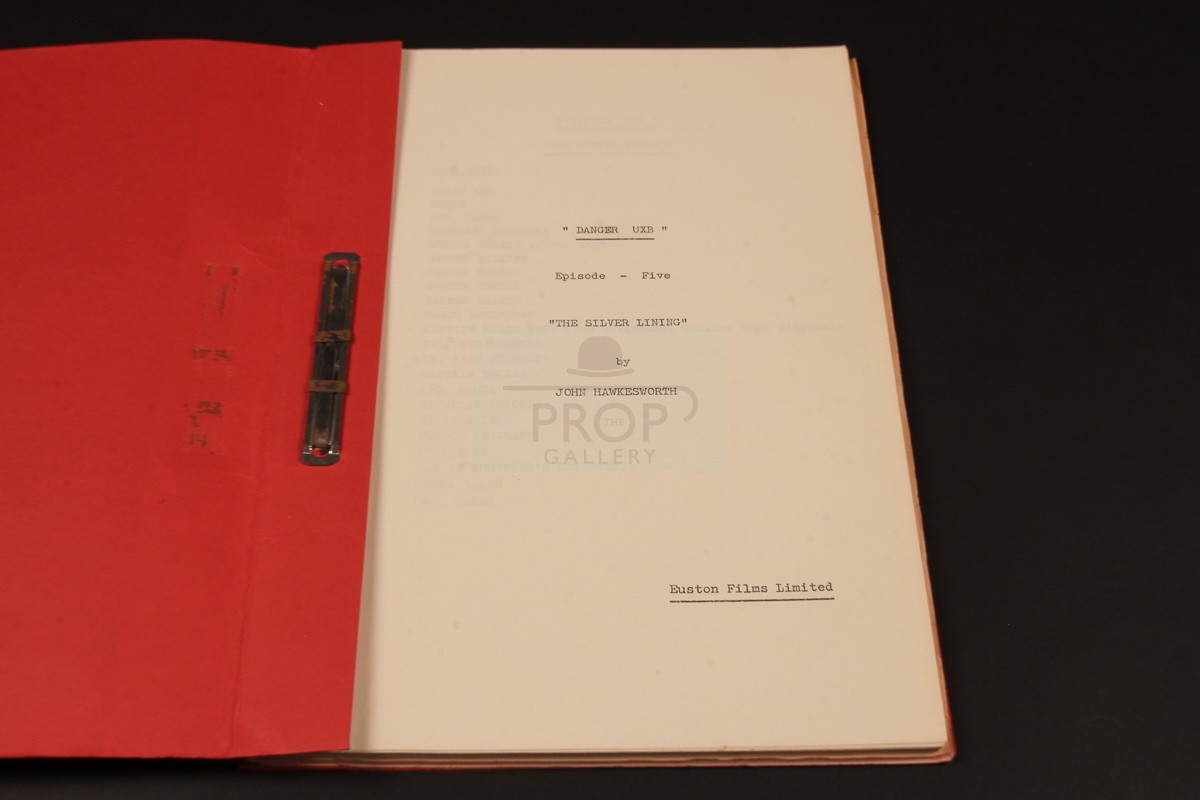 " DANGER UXB "
Episode - Five
"THE SILVER LINING"
by
JOHN HAWKESWORTH
THE
PROP
GALLERY
Euston Films Limited